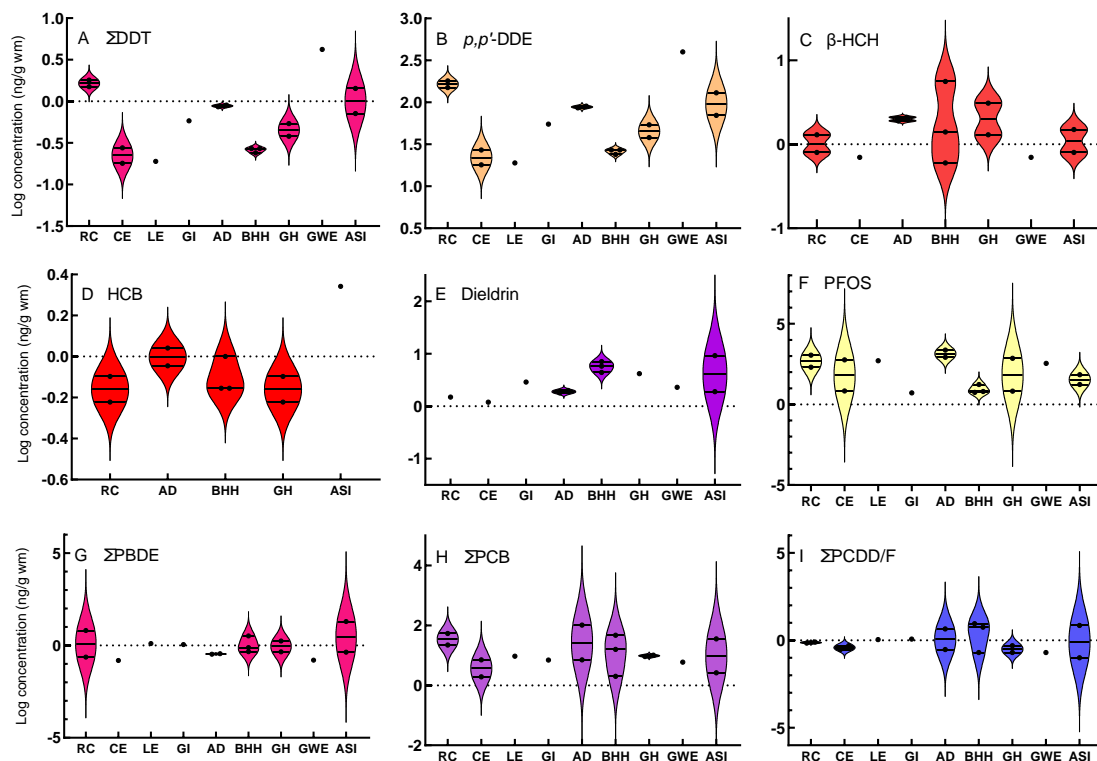 A ΣDDT
Log concentration (ng/g wm)
1.0
0.5
0.0
-0.5
-1.0
-1.5
RC CE LE GI AD BHH GH GWE ASI
B p,p'-DDE
3.0
2.5
2.0
1.5
1.0
0.5
RC CE LE GI AD BHH GH GWE ASI
C β-HCH
1
0
-1
RC CE AD BHH GH GWE ASI
D HCB
Log concentration (ng/g wm)
0.4
0.2
0.0
-0.2
-0.4
-0.6
RC AD BHH GH ASI
E Dieldrin
2
1
0
-1
RC CE GI AD BHH GH GWE ASI
F PFOS
5
0
-5
RC CE LE GI AD BHH GH GWE ASI
G ΣPBDE
Log concentration (ng/g wm)
5
0
-5
RC CE LE GI AD BHH GH GWE ASI
H ΣPCB
6
4
2
0
-2
RC CE LE GI AD BHH GH GWE ASI
I ΣPCDD/F
5
0
-5
RC CE LE GI AD BHH GH GWE ASI